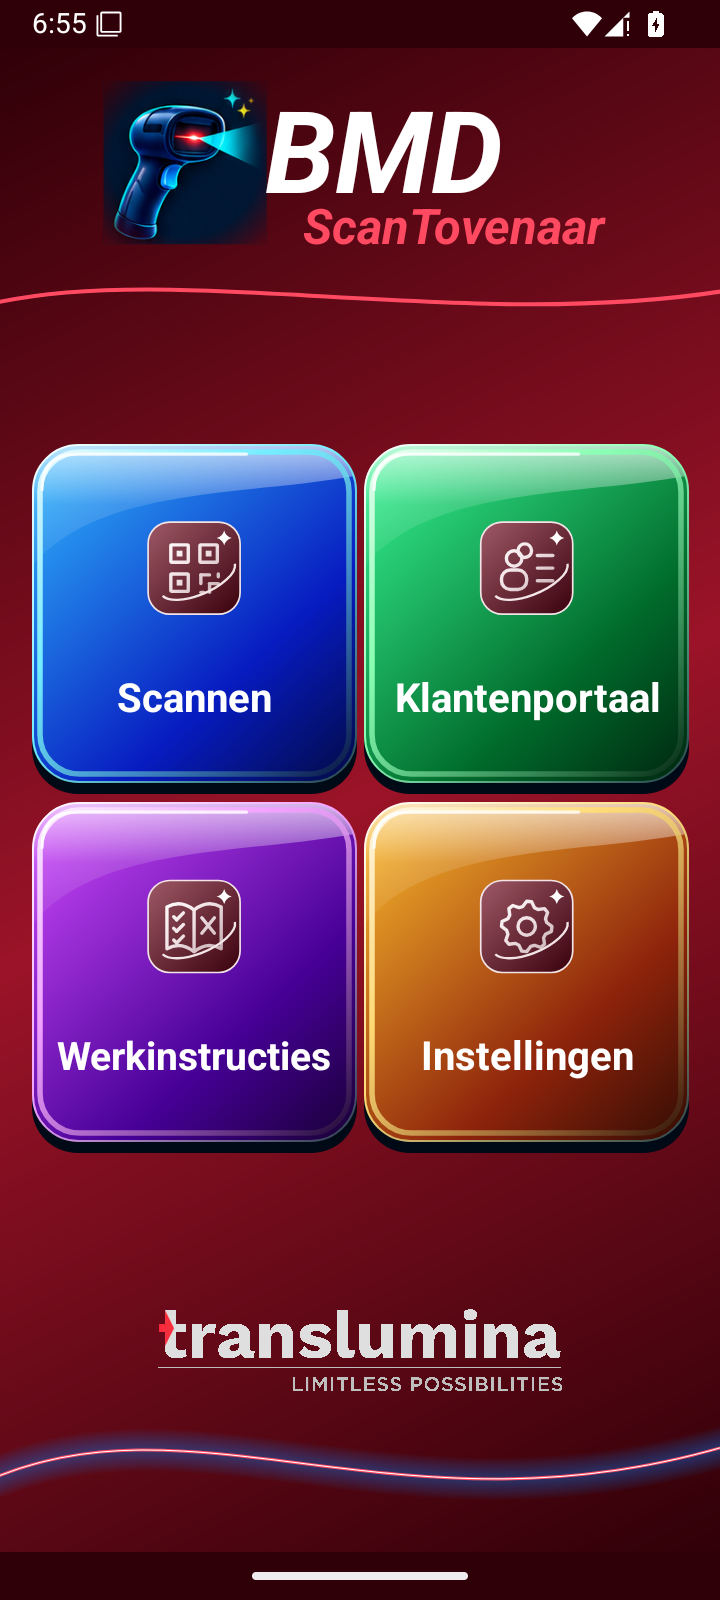 6:55
BMD
ScanTovenaar
Scannen
Klantenportaal
Werkinstructies
Instellingen
translumina
LIMITLESS POSSIBILITIES